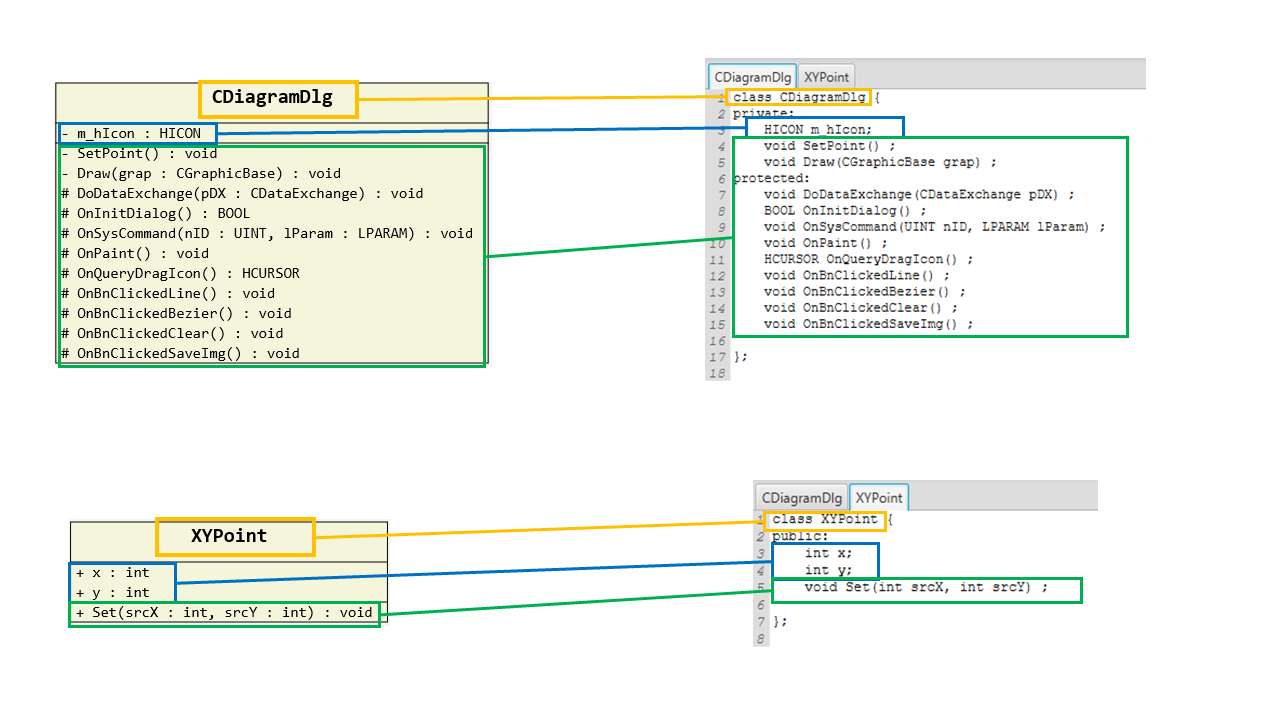 CDiagramDlg
- m_hIcon : HICON
- SetPoint() : void
- Draw(grap : CGraphicBase) : void
# DoDataExchange(pDX : CDataExchange) : void
# OnInitDialog() : BOOL
# OnSysCommand(nID : UINT, lParam : LPARAM) : void
# OnPaint() : void
# OnQueryDragIcon() : HCURSOR
# OnBnClickedLine() : void
# OnBnClickedBezier() : void
# OnBnClickedClear() : void
# OnBnClickedSaveImg() : void
CDiagramDlg XYPoint
1 class CDiagramDlg {
2 private:
3 HICON m_hIcon;
4 void SetPoint() ;
5 void Draw(CGraphicBase grap) ;
6 protected:
7 void DoDataExchange(CDataExchange pDX) ;
8 BOOL OnInitDialog() ;
9 void OnSysCommand(UINT nID, LPARAM lParam) ;
10 void OnPaint() ;
11 HCURSOR OnQueryDragIcon() ;
12 void OnBnClickedLine() ;
13 void OnBnClickedBezier() ;
14 void OnBnClickedClear() ;
15 void OnBnClickedSaveImg() ;
16
17 };
18
XYPoint
+ x : int
+ y : int
+ Set(srcX : int, srcY : int) : void
CDiagramDlg XYPoint
1 class XYPoint {
2 public:
3 int x;
4 int y;
5 void Set(int srcX, int srcY) ;
6
7 };
8